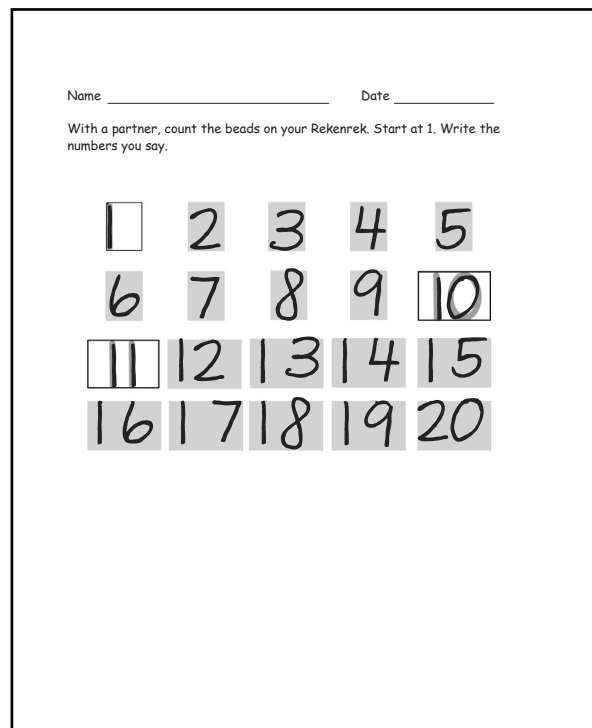 Name Date
With a partner, count the beads on your Rekenrek. Start at 1. Write the
numbers you say.
1 2 3 4 5
6 7 8 9 10
11 12 13 14 15
16 17 18 19 20